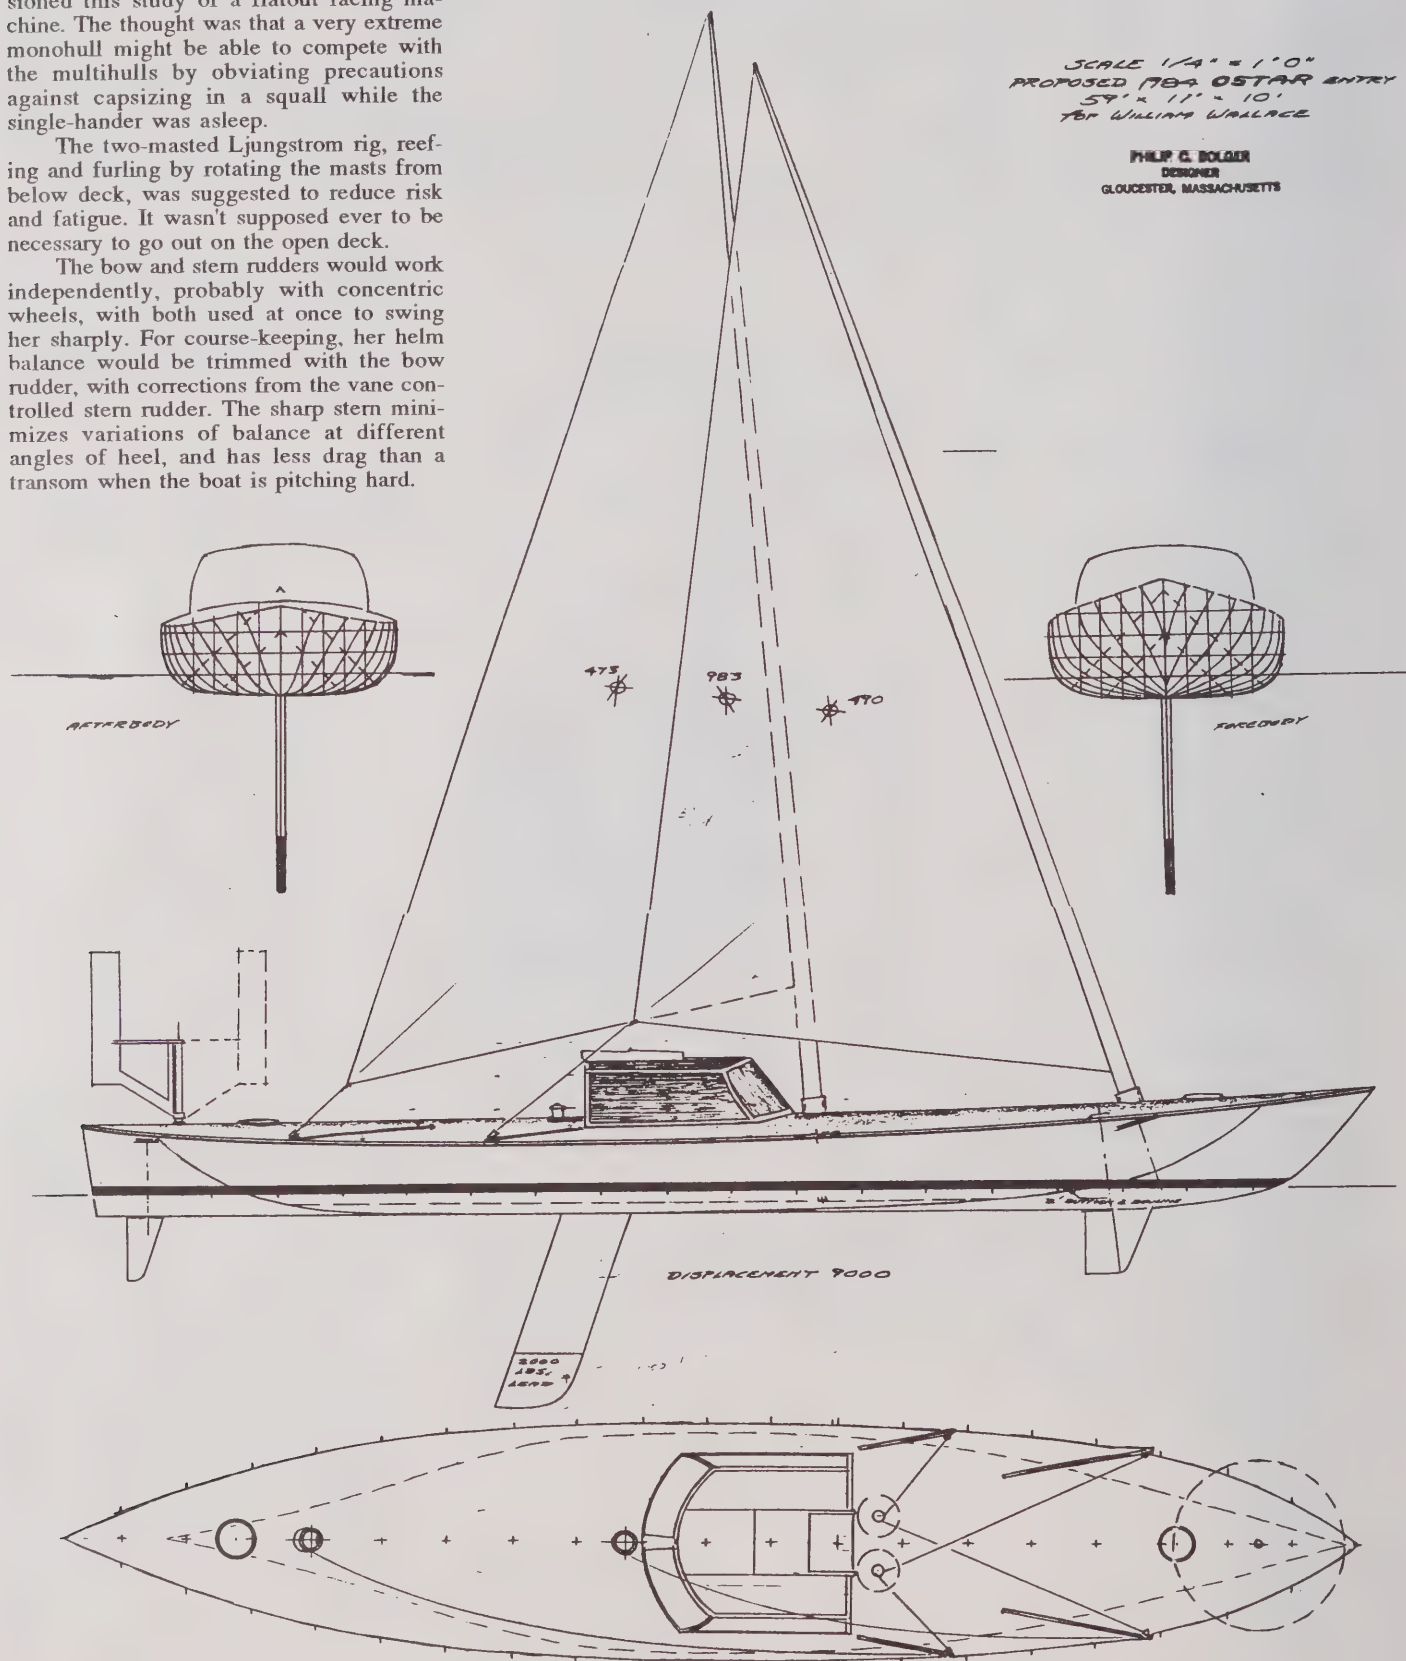 sioned this study of a flatout racing ma-
chine. The thought was that a very extreme
monohull might be able to compete with
the multihulls by obviating precautions
against capsizing in a squall while the
single-hander was asleep.
The two-masted Ljungstrom rig, reef-
ing and furling by rotating the masts from
below deck, was suggested to reduce risk
and fatigue. It wasn't supposed ever to be
necessary to go out on the open deck.
The bow and stern rudders would work
independently, probably with concentric
wheels, with both used at once to swing
her sharply. For course-keeping, her helm
balance would be trimmed with the bow
rudder, with corrections from the vane con-
trolled stern rudder. The sharp stern mini-
mizes variations of balance at different
angles of heel, and has less drag than a
transom when the boat is pitching hard.
SCALE 1/4" = 1'0"
PROPOSED 1984 OSTAR ENTRY
59' x 11' x 10'
FOR WILLIAM WALLACE
PHILIP C. BOLGER
DESIGNER
GLOUCESTER, MASSACHUSETTS
473
983
490
AFTERBODY
FOREBODY
2' BUTTOCK &
DISPLACEMENT 9000
2000
LBS.
LEAD